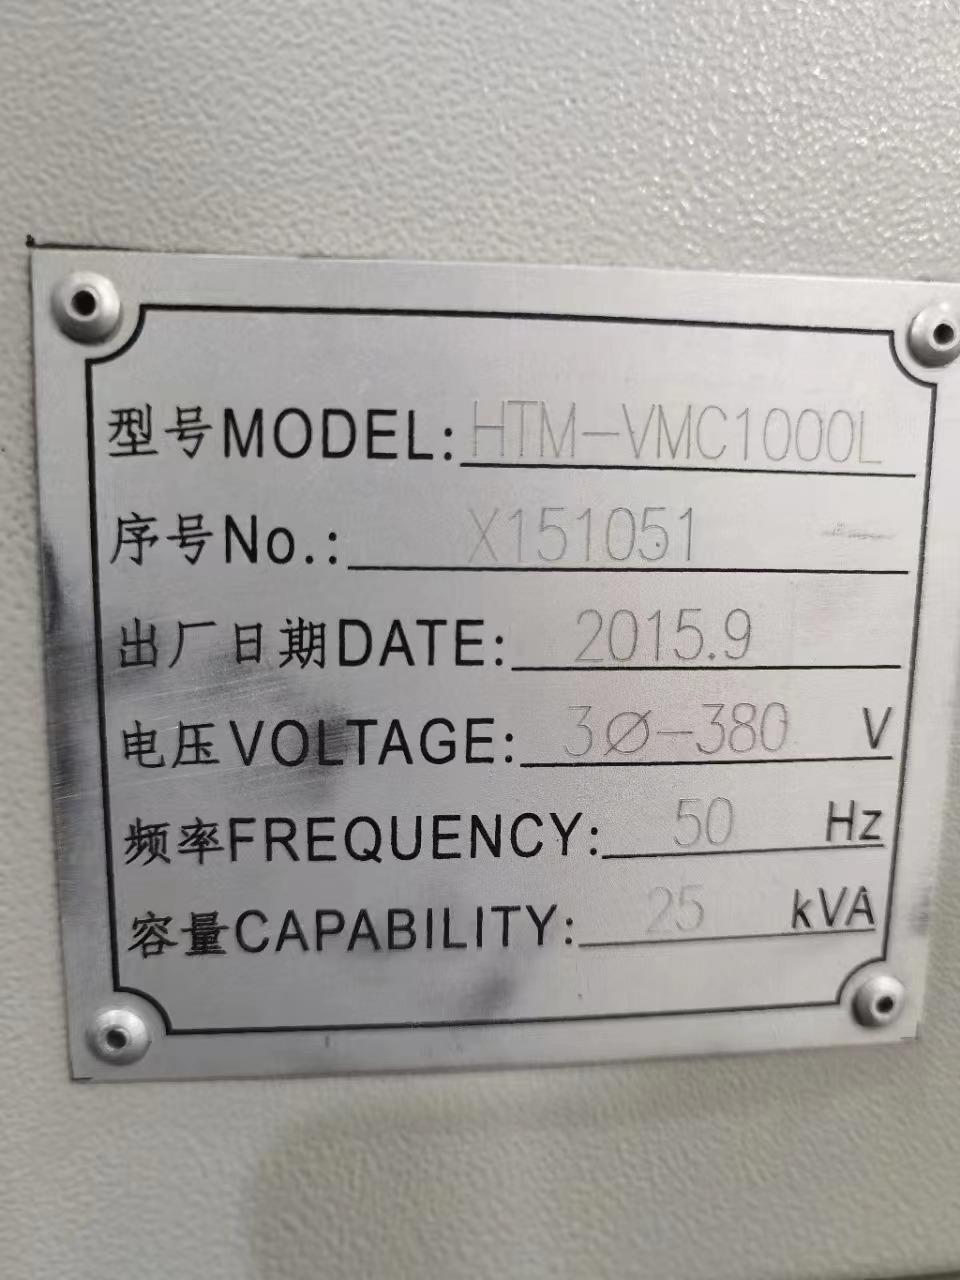 型号MODEL: HTM-VMC1000L
序号No.: X151051
出厂日期DATE: 2015.9
电压VOLTAGE: 3Ø-380 V
频率FREQUENCY: 50 Hz
容量CAPABILITY: 25 kVA